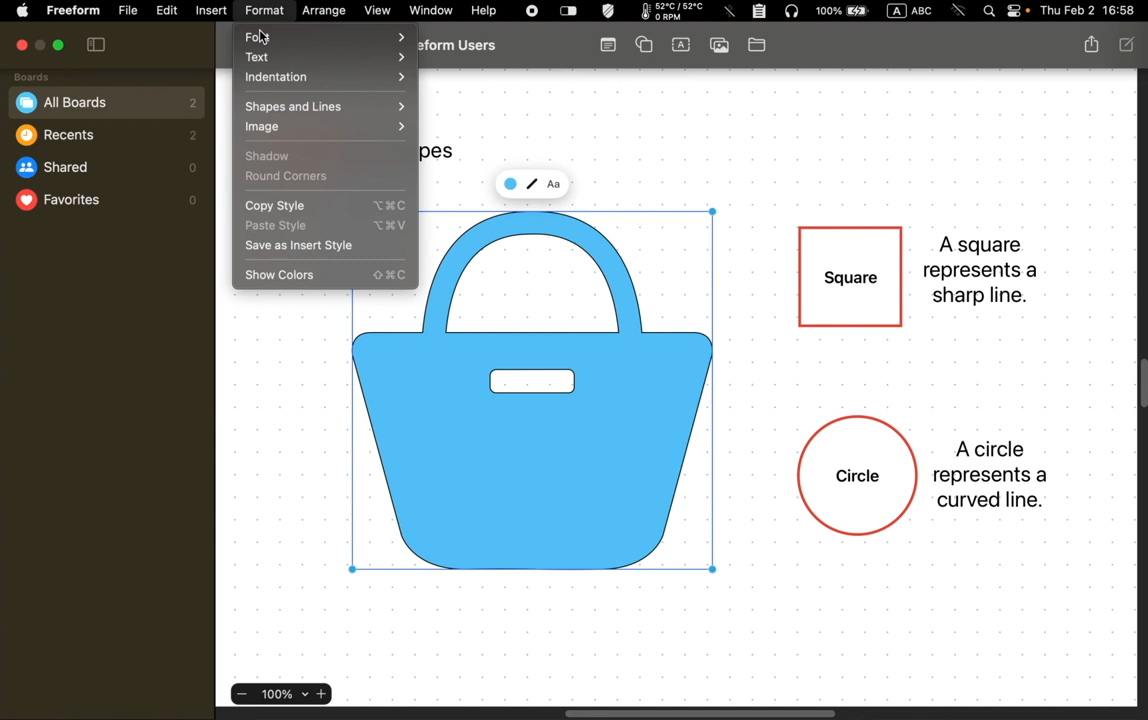 Freeform File Edit Insert Format Arrange View Window Help 52°C / 52°C 0 RPM 100% A ABC Thu Feb 2 16:58
eform Users
Boards
All Boards 2
Recents 2
Shared 0
Favorites 0
Text
Indentation
Shapes and Lines
Image
Shadow
Round Corners
Copy Style ⌥⌘C
Paste Style ⌥⌘V
Save as Insert Style
Show Colors ⇧⌘C
pes
Aa
Square
A square
represents a
sharp line.
Circle
A circle
represents a
curved line.
100%